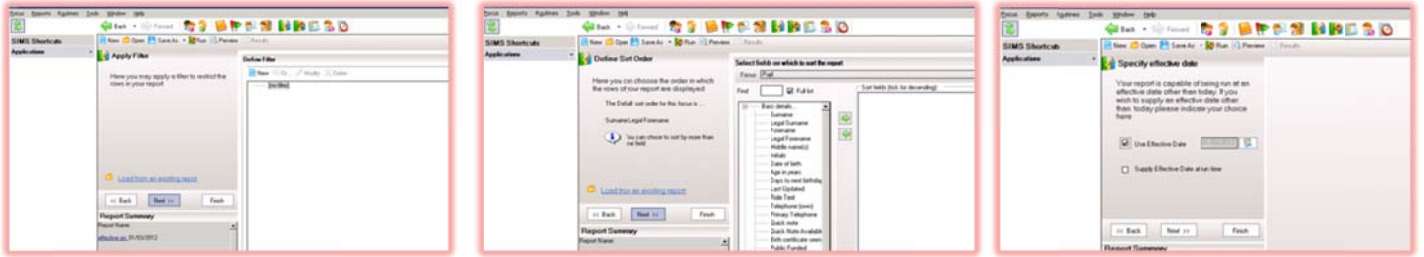 Focus Reports Routines Tools Window Help
Back Forward
SIMS Shortcuts
Applications
New Open Save As Run Preview Results
Apply Filter
Here you may apply a filter to restrict the
rows in your report
Load from an existing report
<< Back Next >> Finish
Report Summary
Report Name:
effective on 01/03/2012
Define Filter
New Modify Delete
(no filter)
Focus Reports Routines Tools Window
Back Forward
SIMS Shortcuts
Applications
New Open Save As Run Preview Results
Define Sort Order
Here you can choose the order in which
the rows of your report are displayed
The Default sort order for this focus is ...
Surname Legal Forename
You can choose to sort by more than
one field
Load from an existing report
<< Back Next >> Finish
Report Summary
Report Name:
Select fields on which to sort the report
Focus
Find Full list
Sort fields (tick for descending)
Basic details...
Surname
Legal Surname
Forename
Legal Forename
Middle name(s)
Initials
Date of birth
Age in years
Days to next birthday
Last Updated
Telephone (own)
Primary Telephone
Quick note
Quick Note Available
Birth certificate seen
Public Funded
Focus Reports Routines Tools Window Help
Back Forward
SIMS Shortcuts
Applications
New Open Save As Run Preview Results
Specify effective date
Your report is capable of being run at an
effective date other than today. If you
wish to supply an effective date other
than today please indicate your choice
here
Use Effective Date
Supply Effective Date at run time
<< Back Next >> Finish
Report Summary